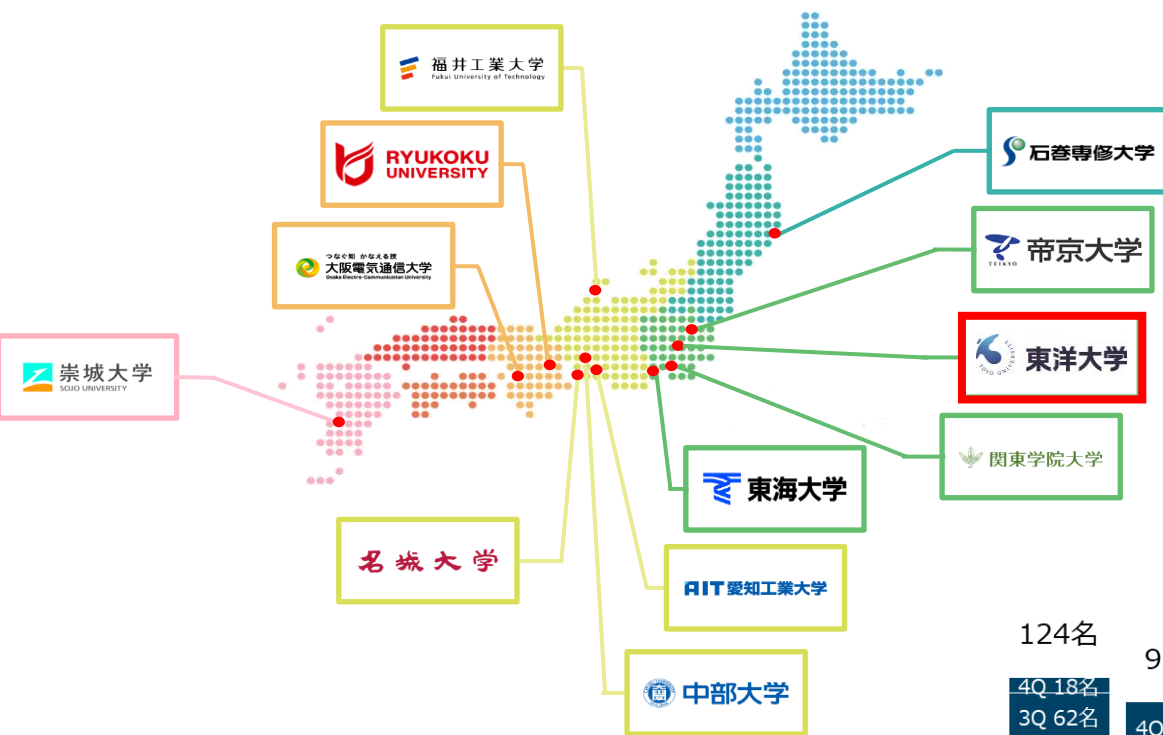 福井工業大学
Fukui University of Technology
RYUKOKU
UNIVERSITY
石巻専修大学
帝京大学
TEIKYO
つなぐ知 かなえる技
大阪電気通信大学
Osaka Electro-Communication University
東洋大学
TOYO UNIVERSITY
崇城大学
SOJO UNIVERSITY
関東学院大学
東海大学
名城大学
AIT 愛知工業大学
中部大学
124名
9
4Q 18名
3Q 62名
4Q